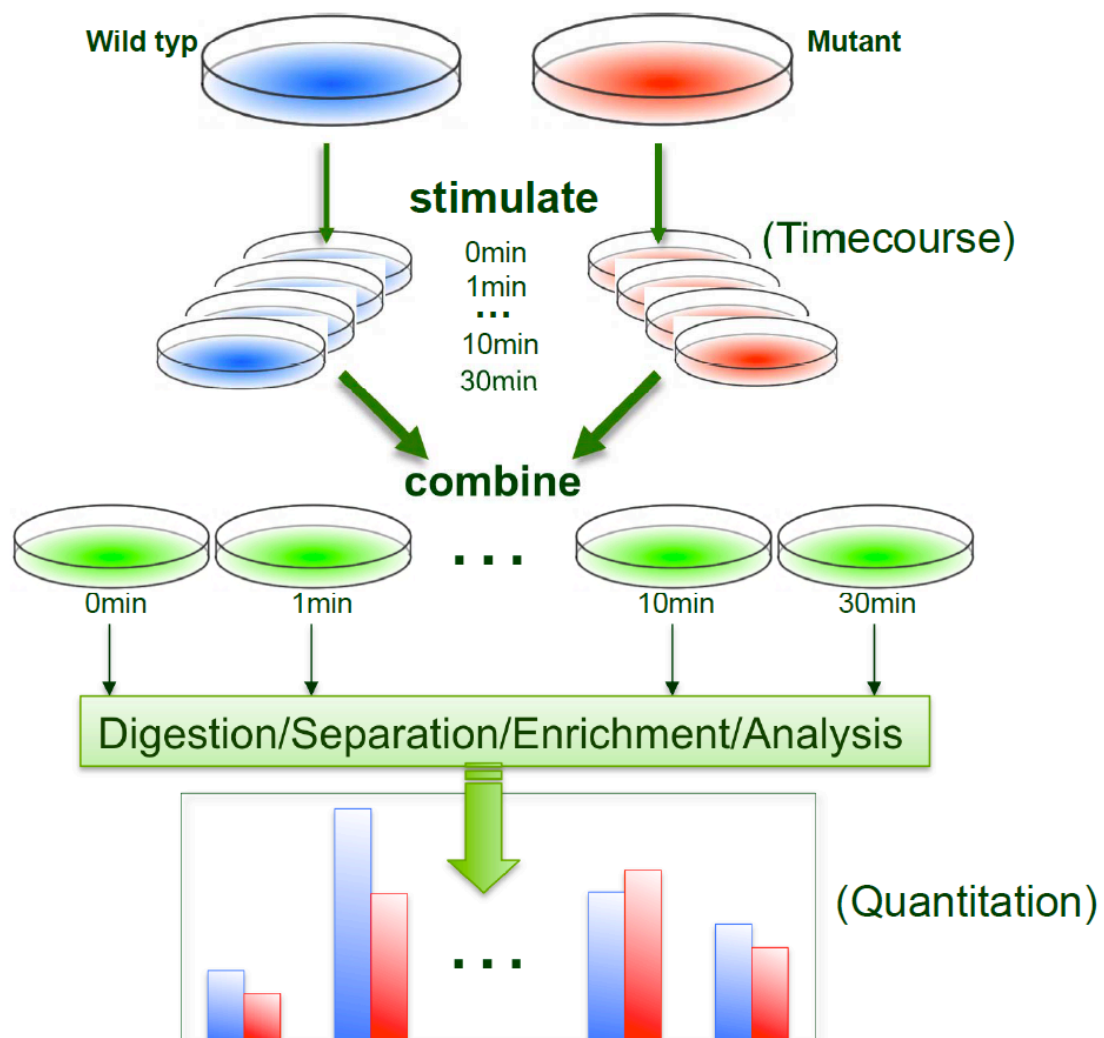 Wild typ
Mutant
stimulate
(Timecourse)
0min
1min
...
10min
30min
combine
...
0min
1min
10min
30min
Digestion/Separation/Enrichment/Analysis
(Quantitation)
...